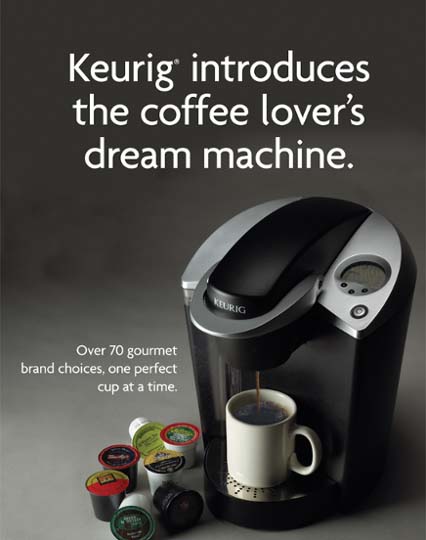 Keurig® introduces
the coffee lover's
dream machine.
KEURIG
Over 70 gourmet
brand choices, one perfect
cup at a time.